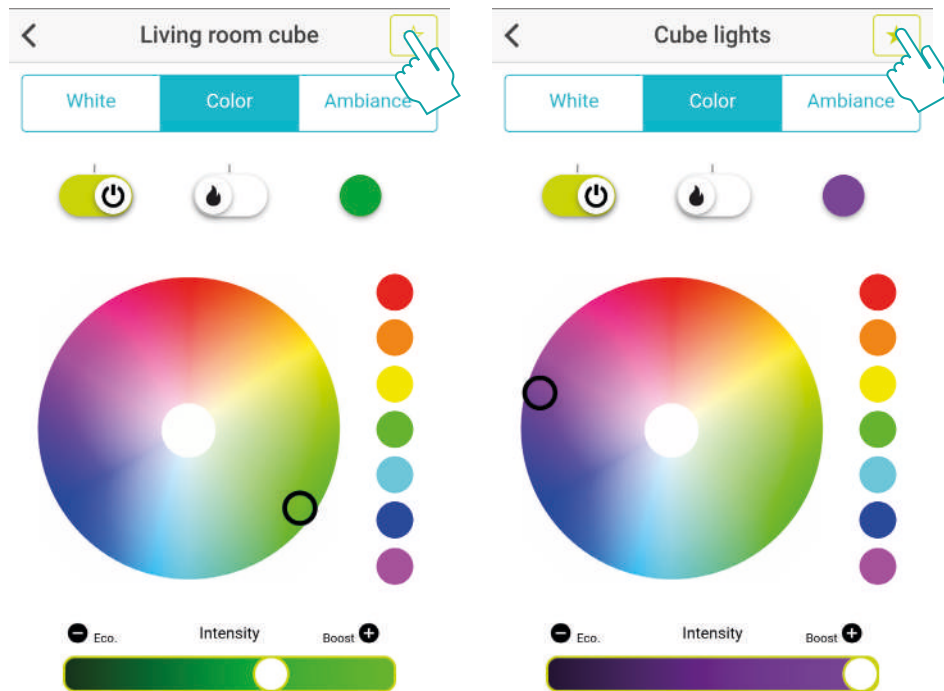 Living room cube
White Color Ambiance
Eco. Intensity Boost
Cube lights
White Color Ambiance
Eco. Intensity Boost